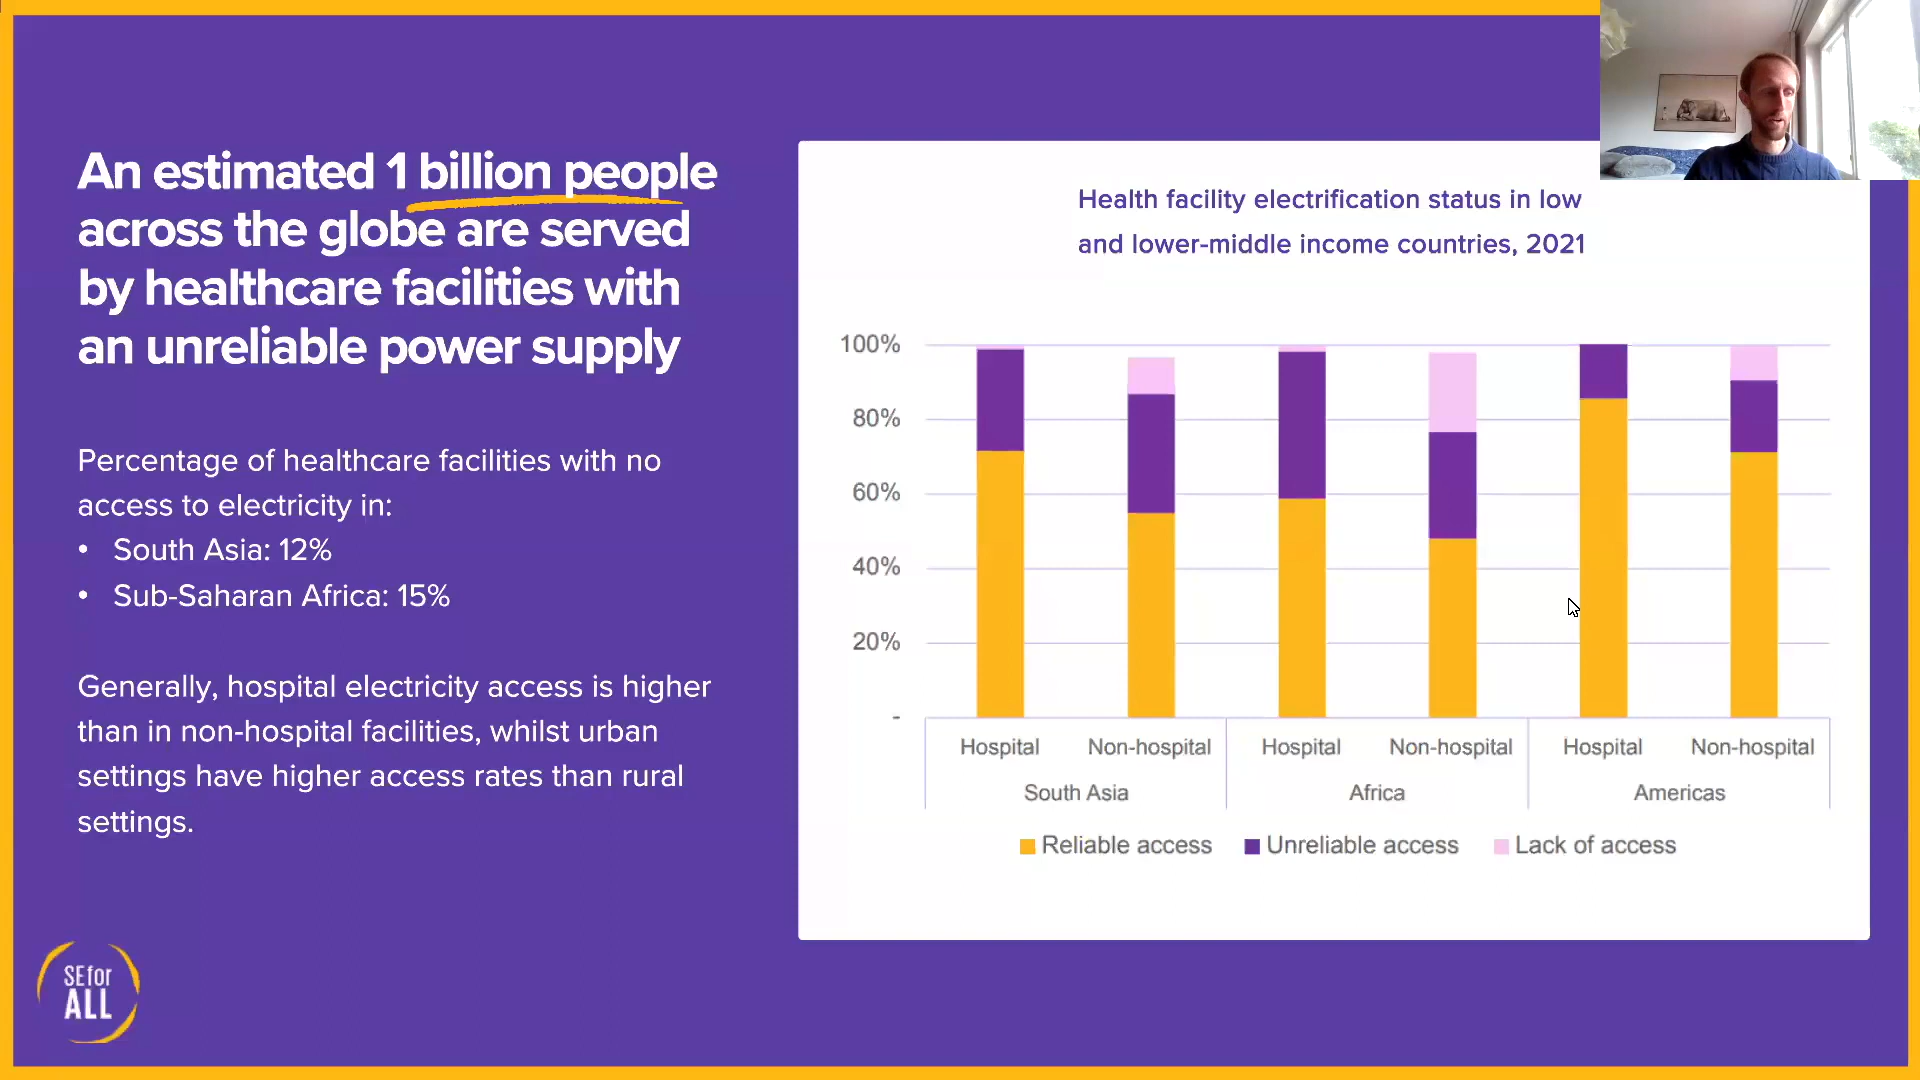 An estimated 1 billion people
across the globe are served
by healthcare facilities with
an unreliable power supply
Percentage of healthcare facilities with no
access to electricity in:
• South Asia: 12%
• Sub-Saharan Africa: 15%
Generally, hospital electricity access is higher
than in non-hospital facilities, whilst urban
settings have higher access rates than rural
settings.
SEfor
ALL
Health facility electrification status in low
and lower-middle income countries, 2021
100%
80%
60%
40%
20%
-
Hospital Non-hospital Hospital Non-hospital Hospital Non-hospital
South Asia Africa Americas
Reliable access Unreliable access Lack of access